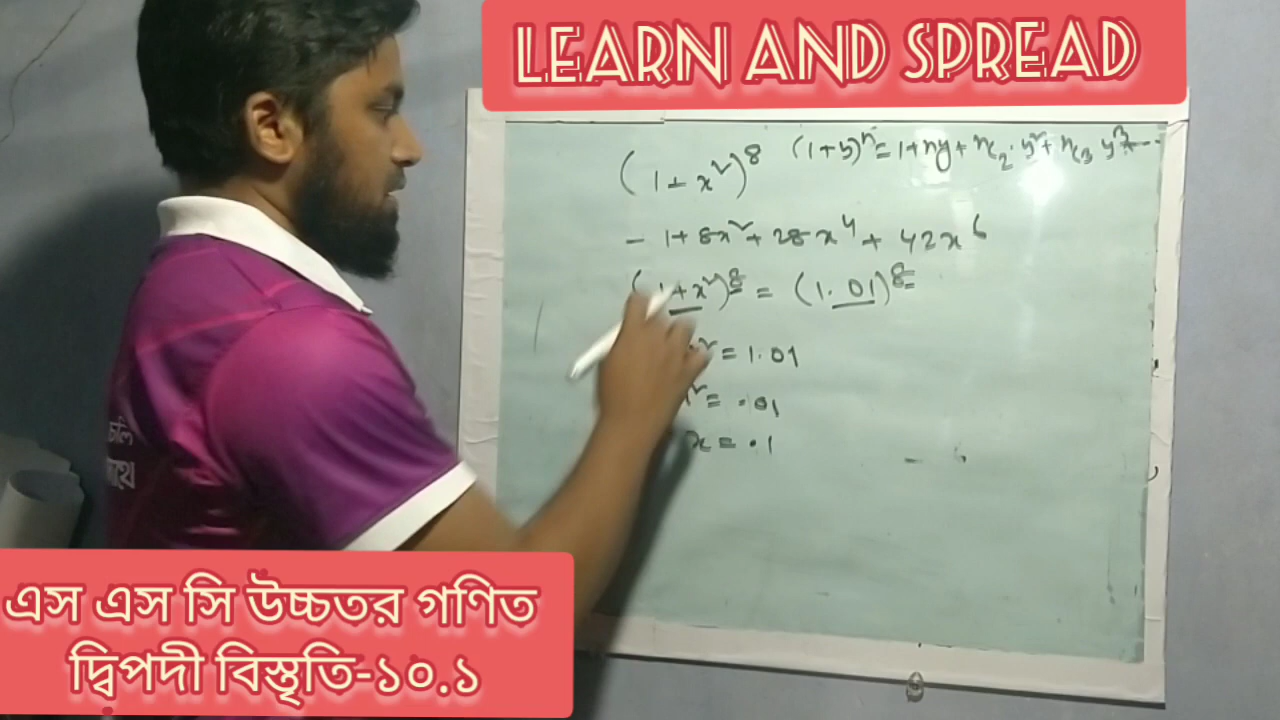 LEARN AND SPREAD
(1+x²)⁸ (1+y)ⁿ=1+ny+nc₂·y²+nc₃y³+---
- 1+8x²+28x⁴+42x⁶
(1+x²)⁸ = (1.01)⁸
= 1.01
= .01
x = .1
চলি
সাথে
এস এস সি উচ্চতর গণিত
দ্বিপদী বিস্তৃতি-১০.১